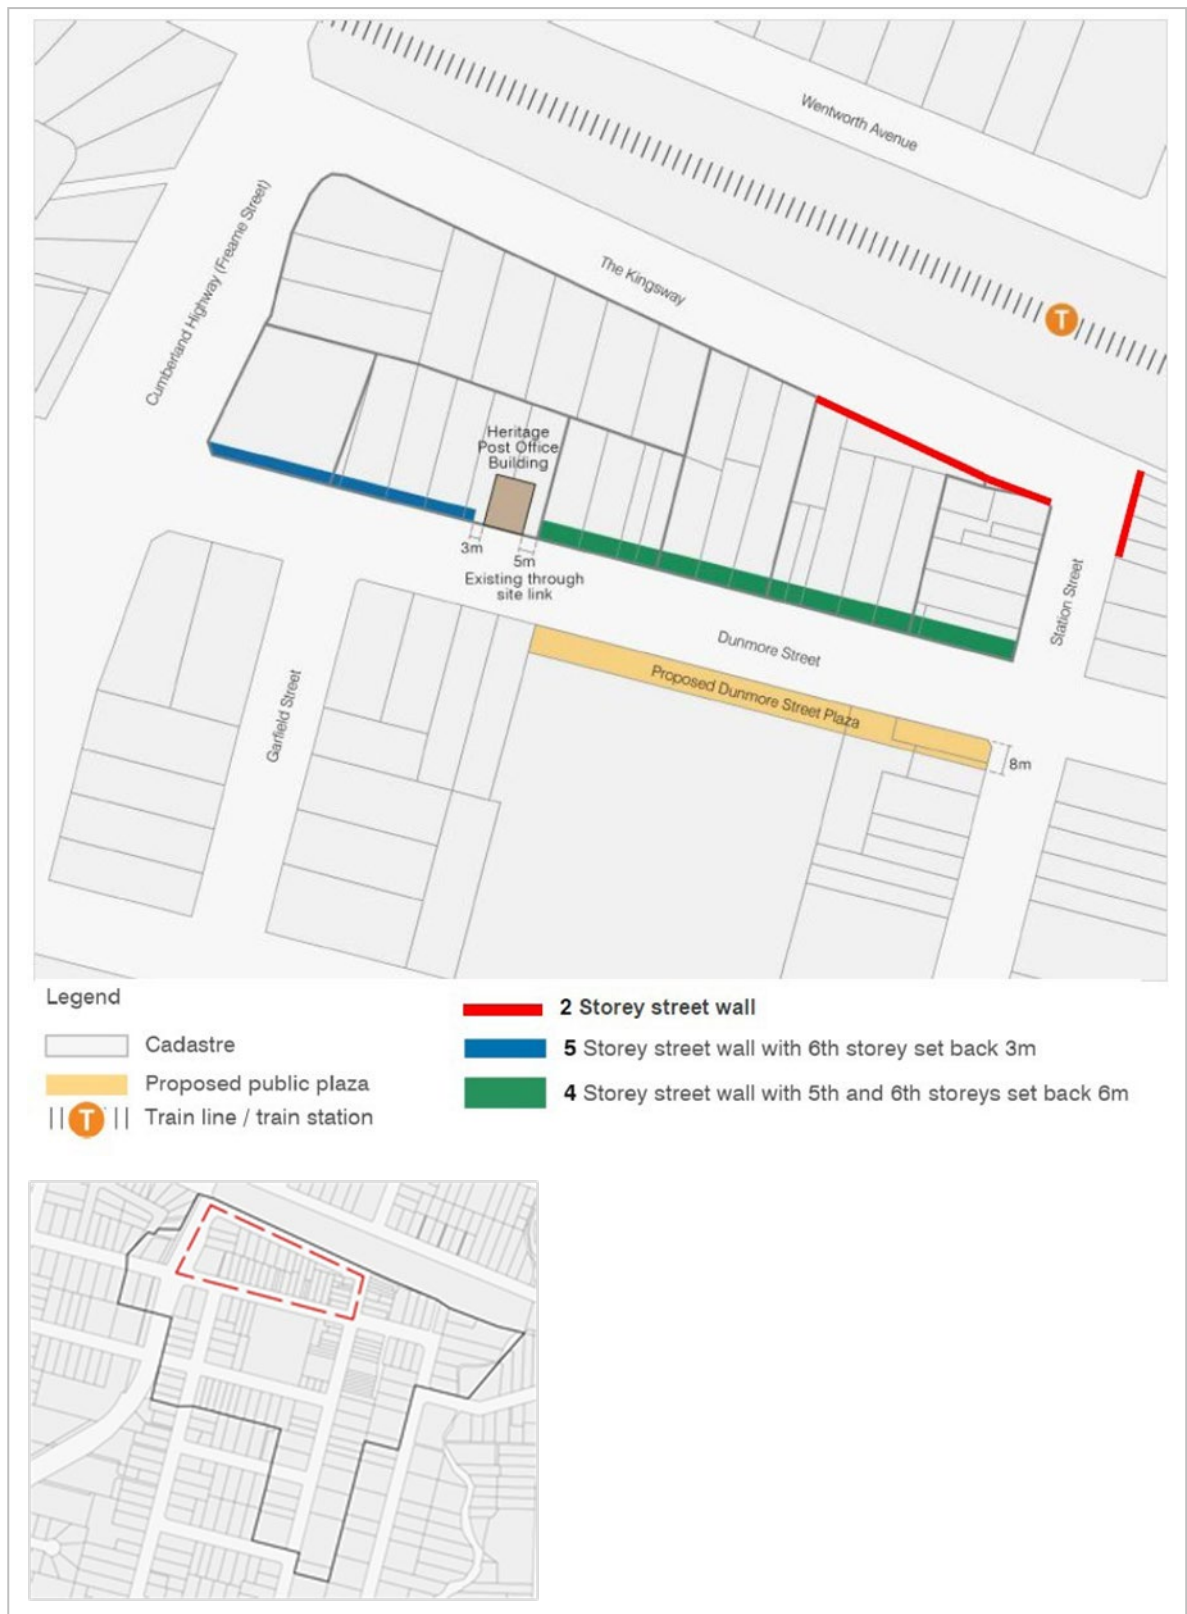 Wentworth Avenue
The Kingsway
Cumberland Highway (Freame Street)
T
Heritage
Post Office
Building
3m
5m
Existing through
site link
Station Street
Dunmore Street
Proposed Dunmore Street Plaza
8m
Garfield Street
Legend
Cadastre
Proposed public plaza
T Train line / train station
2 Storey street wall
5 Storey street wall with 6th storey set back 3m
4 Storey street wall with 5th and 6th storeys set back 6m